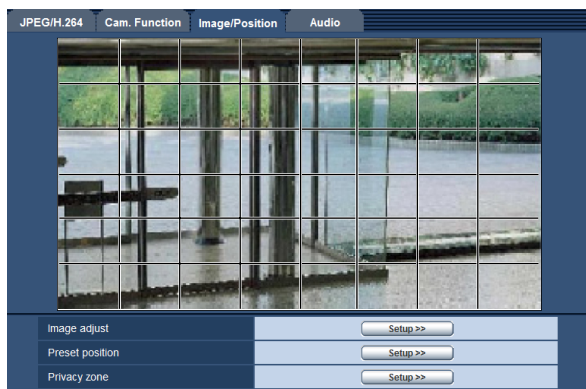 JPEG/H.264 Cam. Function Image/Position Audio
Image adjust Setup >>
Preset position Setup >>
Privacy zone Setup >>